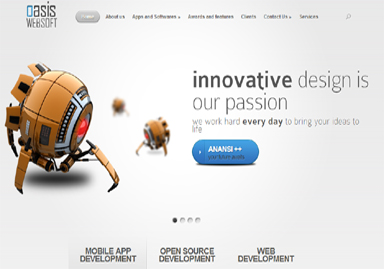 oasis
WEBSOFT
Home
About us
Apps and Softwares
Awards and features
Clients
Contact Us
Services
innovative design is
our passion
we work hard every day to bring your ideas to
life
ANANSI
MOBILE APP
DEVELOPMENT
OPEN SOURCE
DEVELOPMENT
WEB
DEVELOPMENT